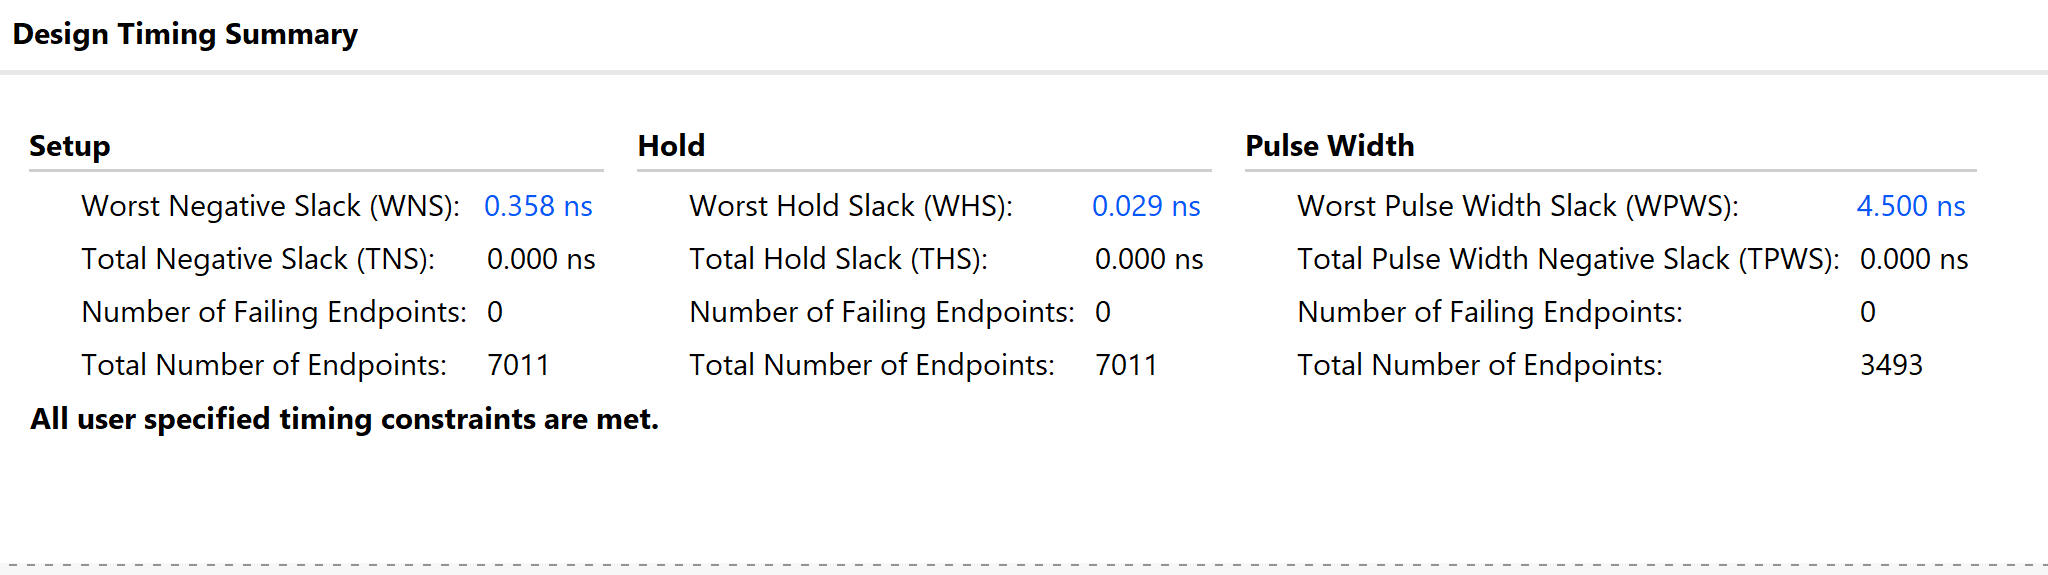 Design Timing Summary
Setup Hold Pulse Width
Worst Negative Slack (WNS): 0.358 ns Worst Hold Slack (WHS): 0.029 ns Worst Pulse Width Slack (WPWS): 4.500 ns
Total Negative Slack (TNS): 0.000 ns Total Hold Slack (THS): 0.000 ns Total Pulse Width Negative Slack (TPWS): 0.000 ns
Number of Failing Endpoints: 0 Number of Failing Endpoints: 0 Number of Failing Endpoints: 0
Total Number of Endpoints: 7011 Total Number of Endpoints: 7011 Total Number of Endpoints: 3493
All user specified timing constraints are met.